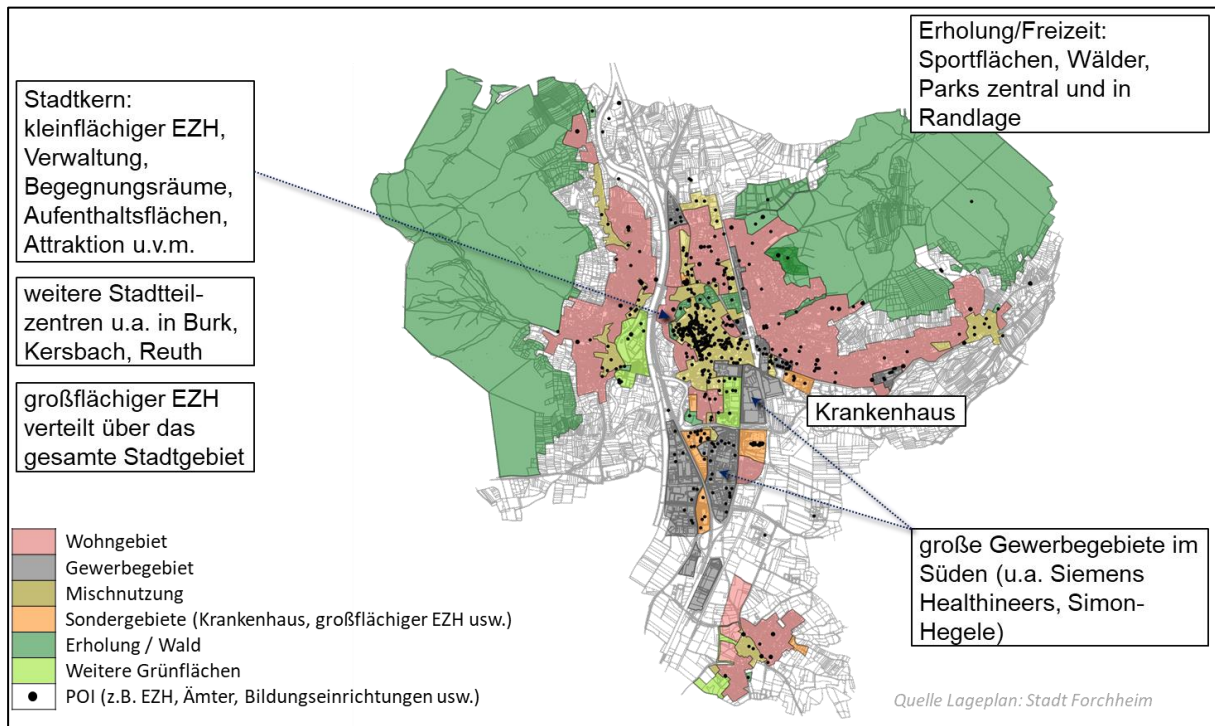 Stadtkern:
kleinflächiger EZH,
Verwaltung,
Begegnungsräume,
Aufenthaltsflächen,
Attraktion u.v.m.
weitere Stadtteil-
zentren u.a. in Burk,
Kersbach, Reuth
großflächiger EZH
verteilt über das
gesamte Stadtgebiet
Erholung/Freizeit:
Sportflächen, Wälder,
Parks zentral und in
Randlage
Krankenhaus
große Gewerbegebiete im
Süden (u.a. Siemens
Healthineers, Simon-
Hegele)
Wohngebiet
Gewerbegebiet
Mischnutzung
Sondergebiete (Krankenhaus, großflächiger EZH usw.)
Erholung / Wald
Weitere Grünflächen
POI (z.B. EZH, Ämter, Bildungseinrichtungen usw.)
Quelle Lageplan: Stadt Forchheim